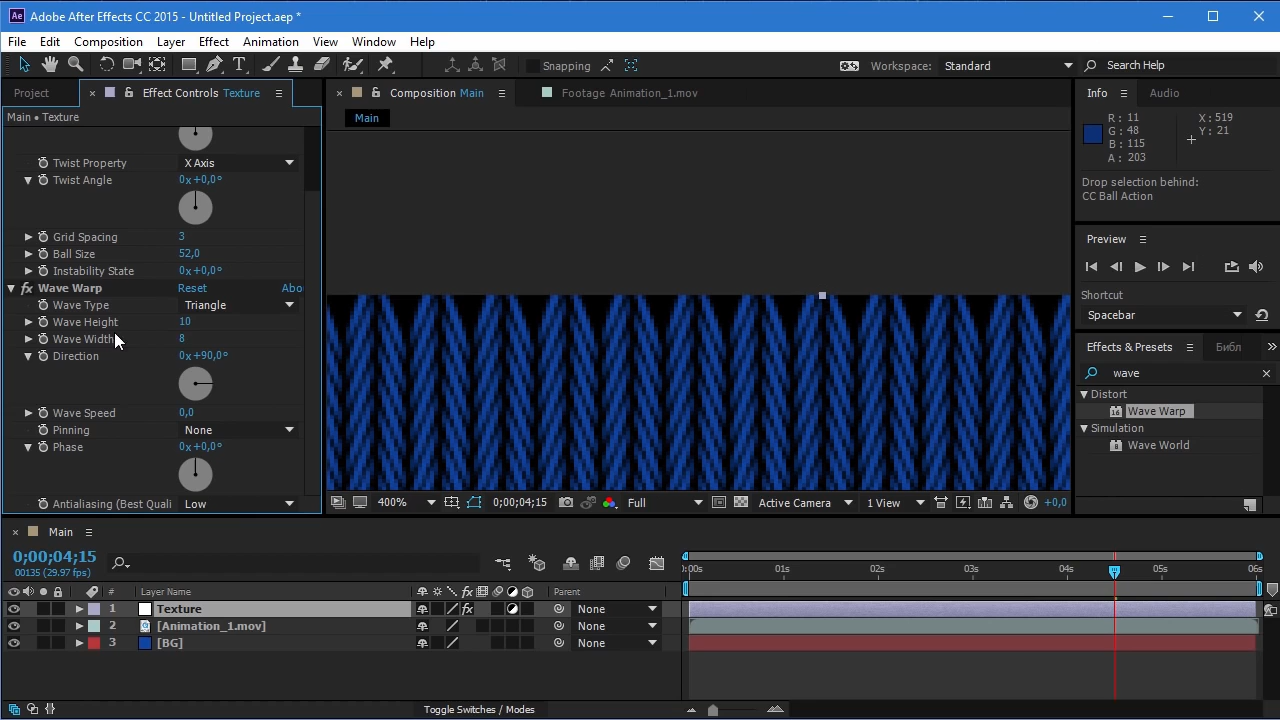 Ae Adobe After Effects CC 2015 - Untitled Project.aep *
File Edit Composition Layer Effect Animation View Window Help
T Snapping Workspace: Standard Search Help
Project × Effect Controls Texture
Main • Texture
Twist Property X Axis
Twist Angle 0x+0,0°
Grid Spacing 3
Ball Size 52,0
Instability State 0x+0,0°
fx Wave Warp Reset Abo
Wave Type Triangle
Wave Height 10
Wave Width 8
Direction 0x+90,0°
Wave Speed 0,0
Pinning None
Phase 0x+0,0°
Antialiasing (Best Quali Low
× Composition Main Footage Animation_1.mov
Main
400% 0;00;04;15 Full Active Camera 1 View +0,0
Info Audio
R: 11 X: 519
G: 48 Y: 21
B: 115
A: 203
Drop selection behind:
CC Ball Action
Preview
Shortcut
Spacebar
Effects & Presets Библ
wave ×
Distort
16 Wave Warp
Simulation
8 Wave World
× Main
0;00;04;15
00135 (29.97 fps)
# Layer Name fx Parent
1 Texture fx None
2 [Animation_1.mov] None
3 [BG] None
:00s 01s 02s 03s 04s 05s 06s
Toggle Switches / Modes